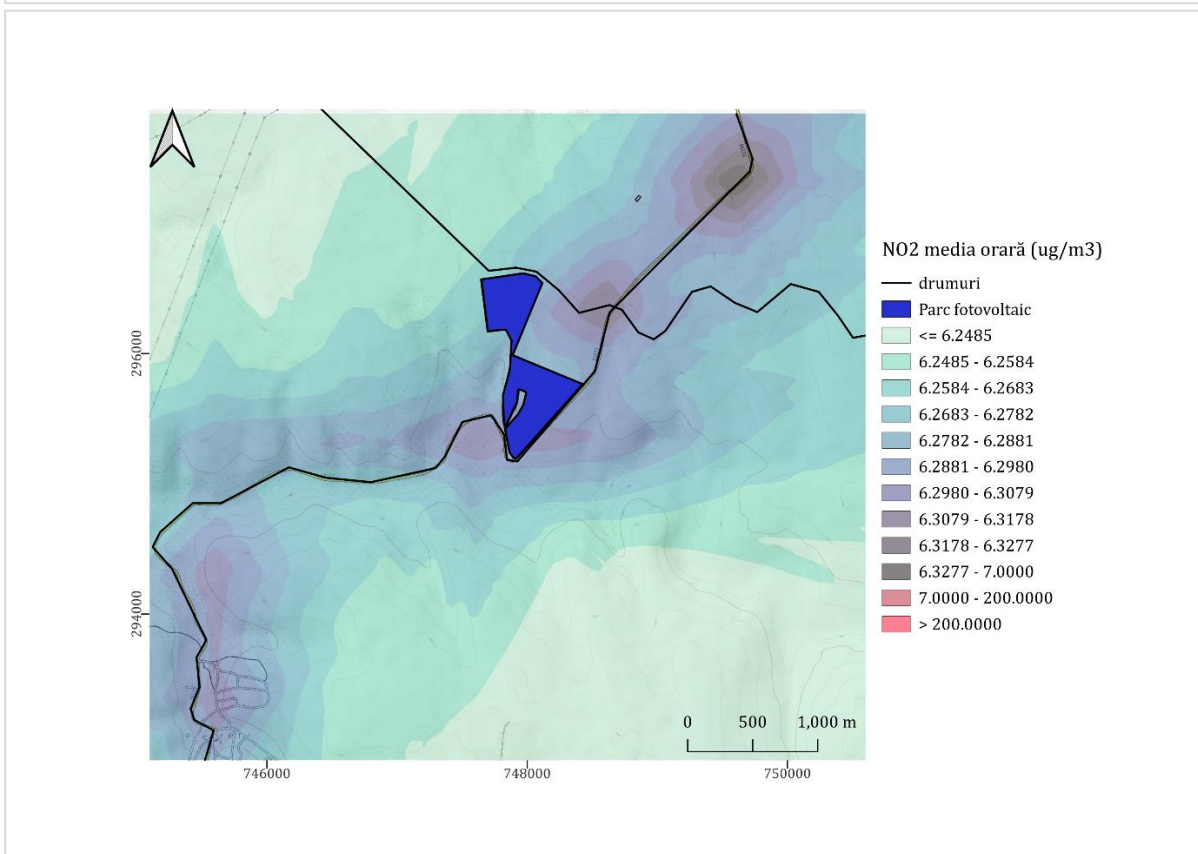 NO2 media orară (ug/m3)
drumuri
Parc fotovoltaic
<= 6.2485
6.2485 - 6.2584
6.2584 - 6.2683
6.2683 - 6.2782
6.2782 - 6.2881
6.2881 - 6.2980
6.2980 - 6.3079
6.3079 - 6.3178
6.3178 - 6.3277
6.3277 - 7.0000
7.0000 - 200.0000
> 200.0000
296000
294000
0 500 1,000 m
746000 748000 750000